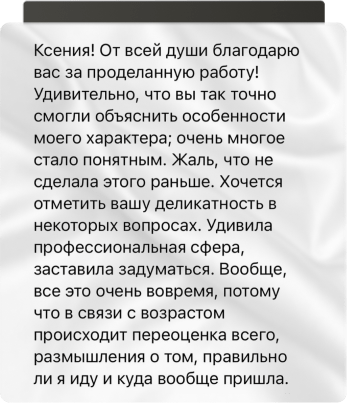 Ксения! От всей души благодарю
вас за проделанную работу!
Удивительно, что вы так точно
смогли объяснить особенности
моего характера; очень многое
стало понятным. Жаль, что не
сделала этого раньше. Хочется
отметить вашу деликатность в
некоторых вопросах. Удивила
профессиональная сфера,
заставила задуматься. Вообще,
все это очень вовремя, потому
что в связи с возрастом
происходит переоценка всего,
размышления о том, правильно
ли я иду и куда вообще пришла.